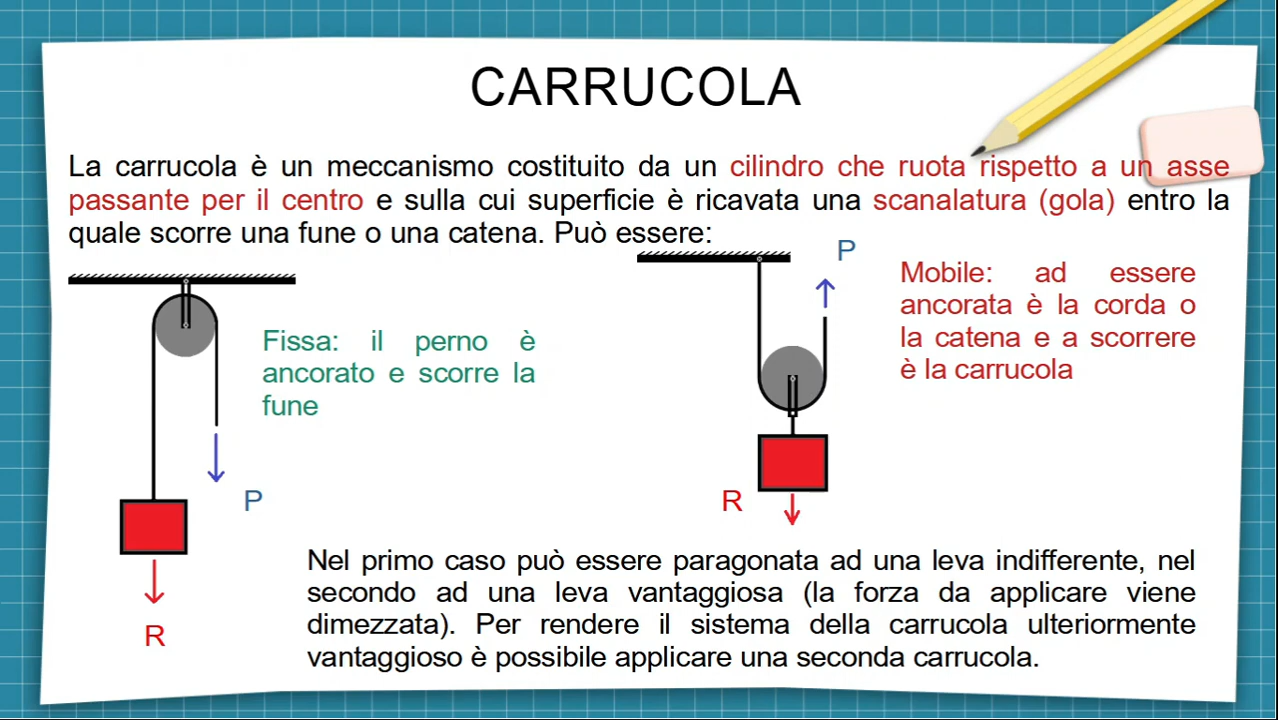 CARRUCOLA
La carrucola è un meccanismo costituito da un cilindro che ruota rispetto a un asse
passante per il centro e sulla cui superficie è ricavata una scanalatura (gola) entro la
quale scorre una fune o una catena. Può essere:
Fissa: il perno è
ancorato e scorre la
fune
P
R
P
Mobile: ad essere
ancorata è la corda o
la catena e a scorrere
è la carrucola
R
Nel primo caso può essere paragonata ad una leva indifferente, nel
secondo ad una leva vantaggiosa (la forza da applicare viene
dimezzata). Per rendere il sistema della carrucola ulteriormente
vantaggioso è possibile applicare una seconda carrucola.